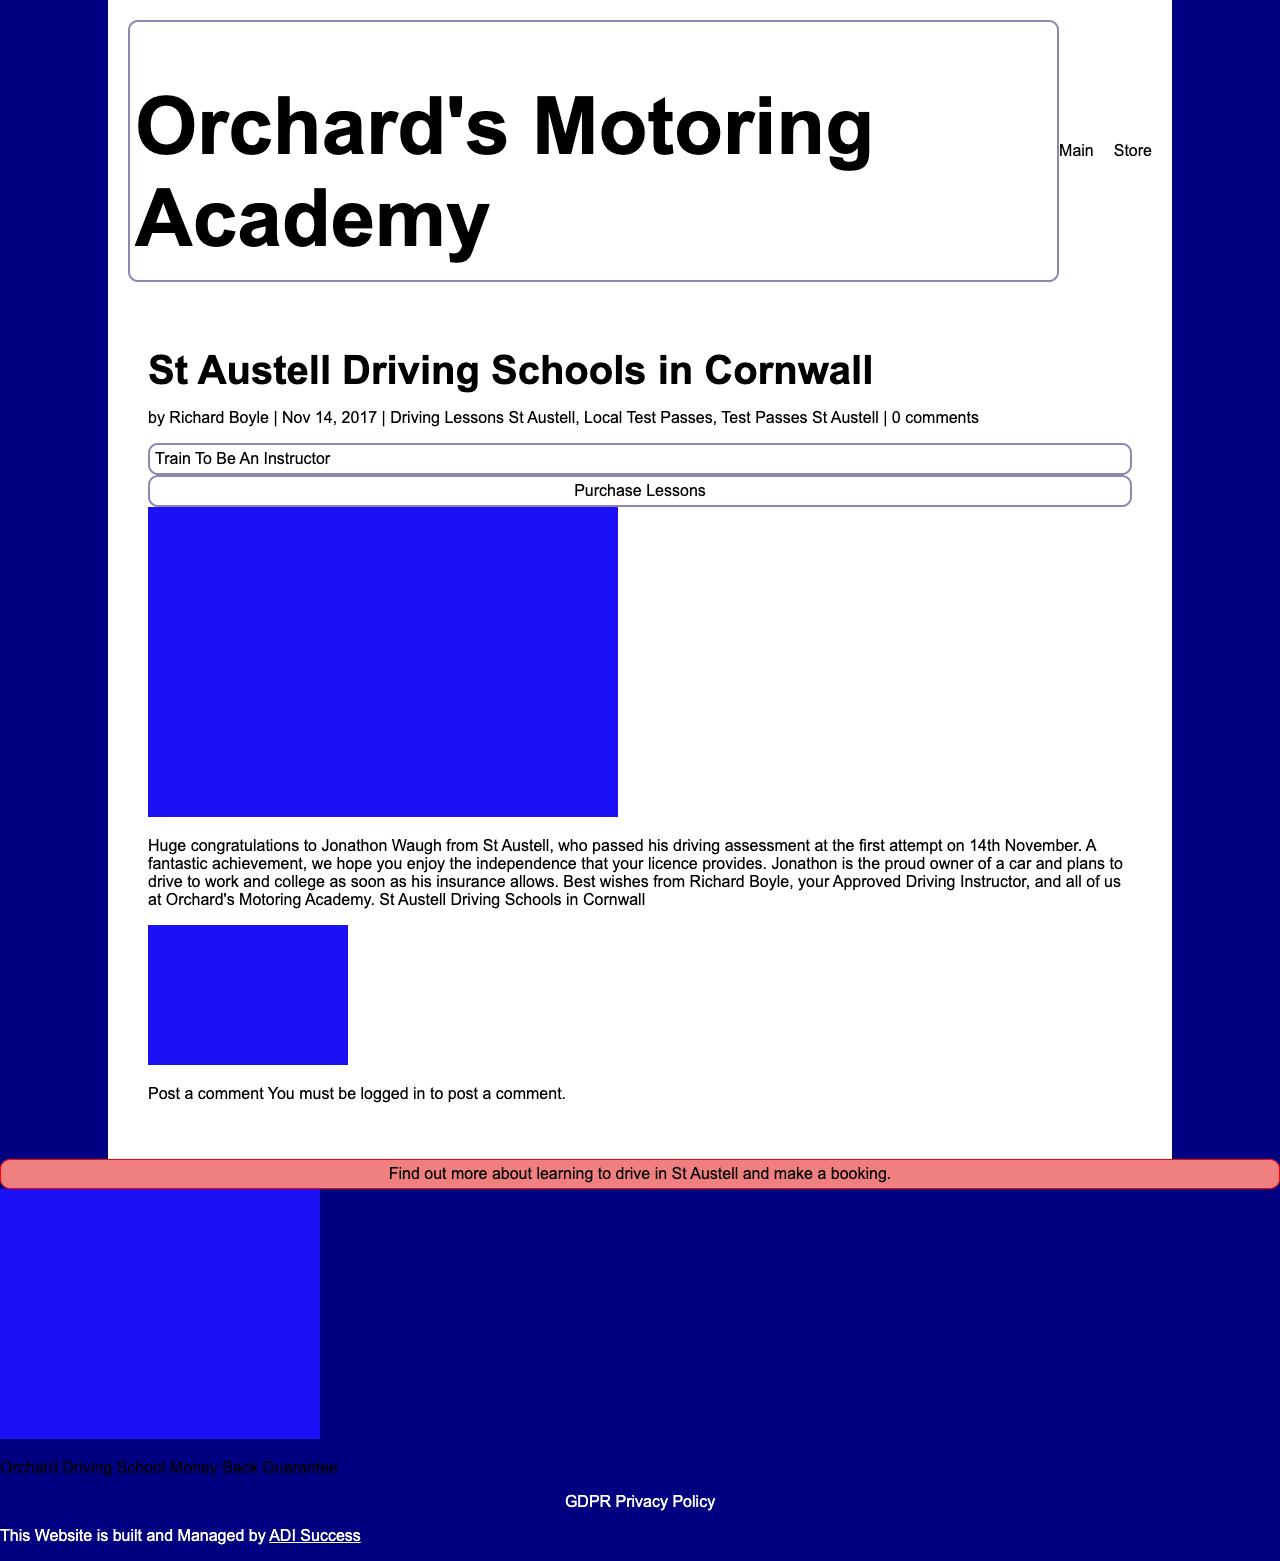 Orchard's Motoring
Academy
Main Store
St Austell Driving Schools in Cornwall
by Richard Boyle | Nov 14, 2017 | Driving Lessons St Austell, Local Test Passes, Test Passes St Austell | 0 comments
Train To Be An Instructor
Purchase Lessons
Huge congratulations to Jonathon Waugh from St Austell, who passed his driving assessment at the first attempt on 14th November. A
fantastic achievement, we hope you enjoy the independence that your licence provides. Jonathon is the proud owner of a car and plans to
drive to work and college as soon as his insurance allows. Best wishes from Richard Boyle, your Approved Driving Instructor, and all of us
at Orchard's Motoring Academy. St Austell Driving Schools in Cornwall
Post a comment You must be logged in to post a comment.
Find out more about learning to drive in St Austell and make a booking.
Orchard Driving School Money Back Guarantee
GDPR Privacy Policy
This Website is built and Managed by ADI Success